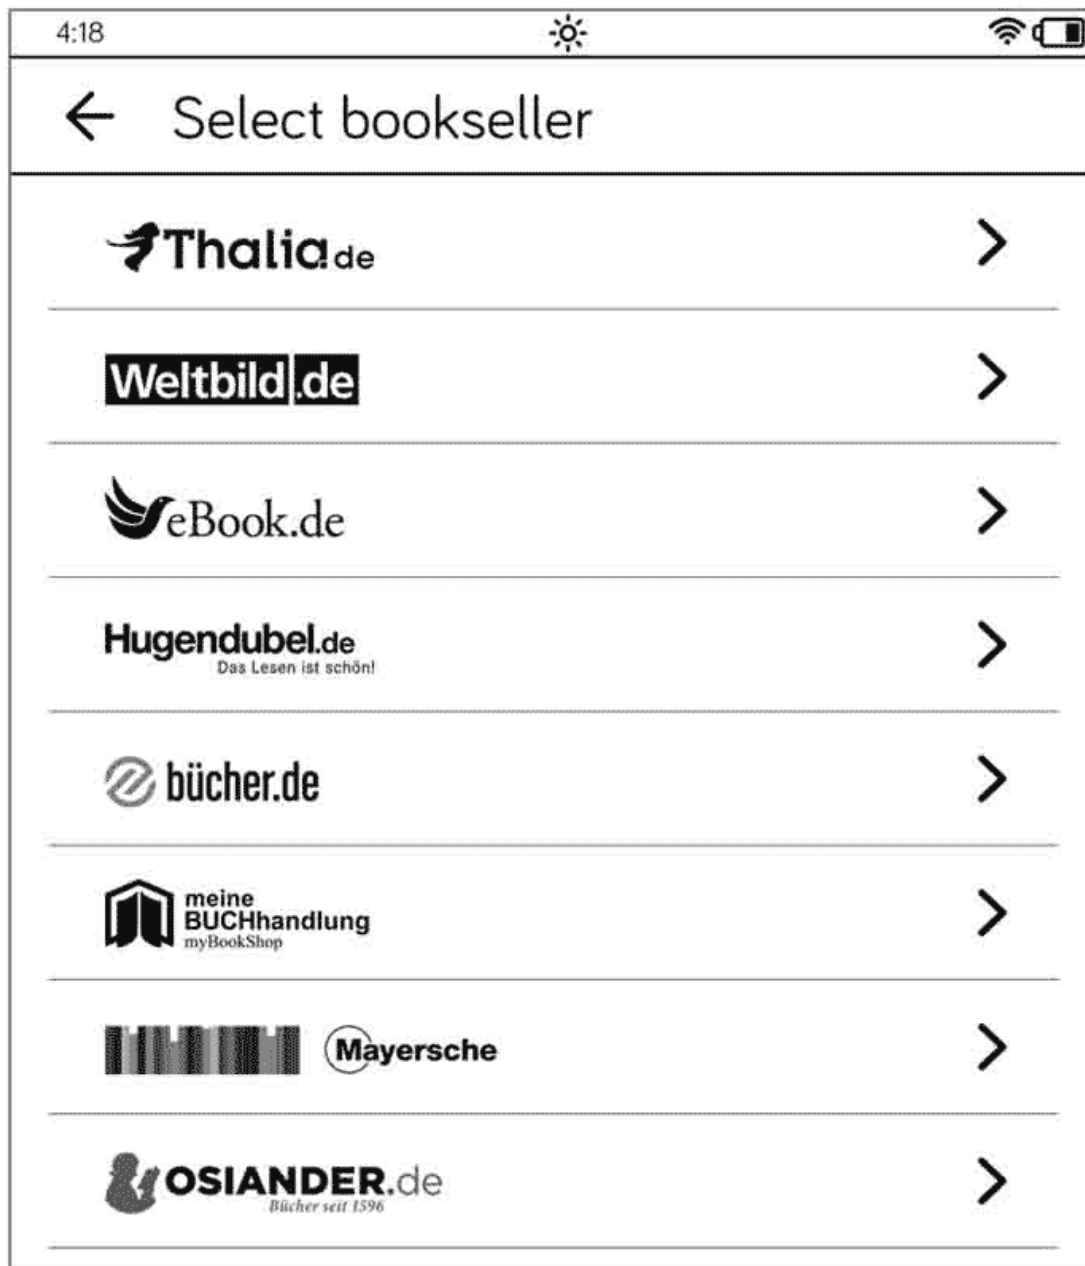 4:18
Select bookseller
Thalia.de
Weltbild.de
eBook.de
Hugendubel.de
Das Lesen ist schön!
bücher.de
meine
BUCHhandlung
myBookShop
Mayersche
OSIANDER.de
Bücher seit 1596